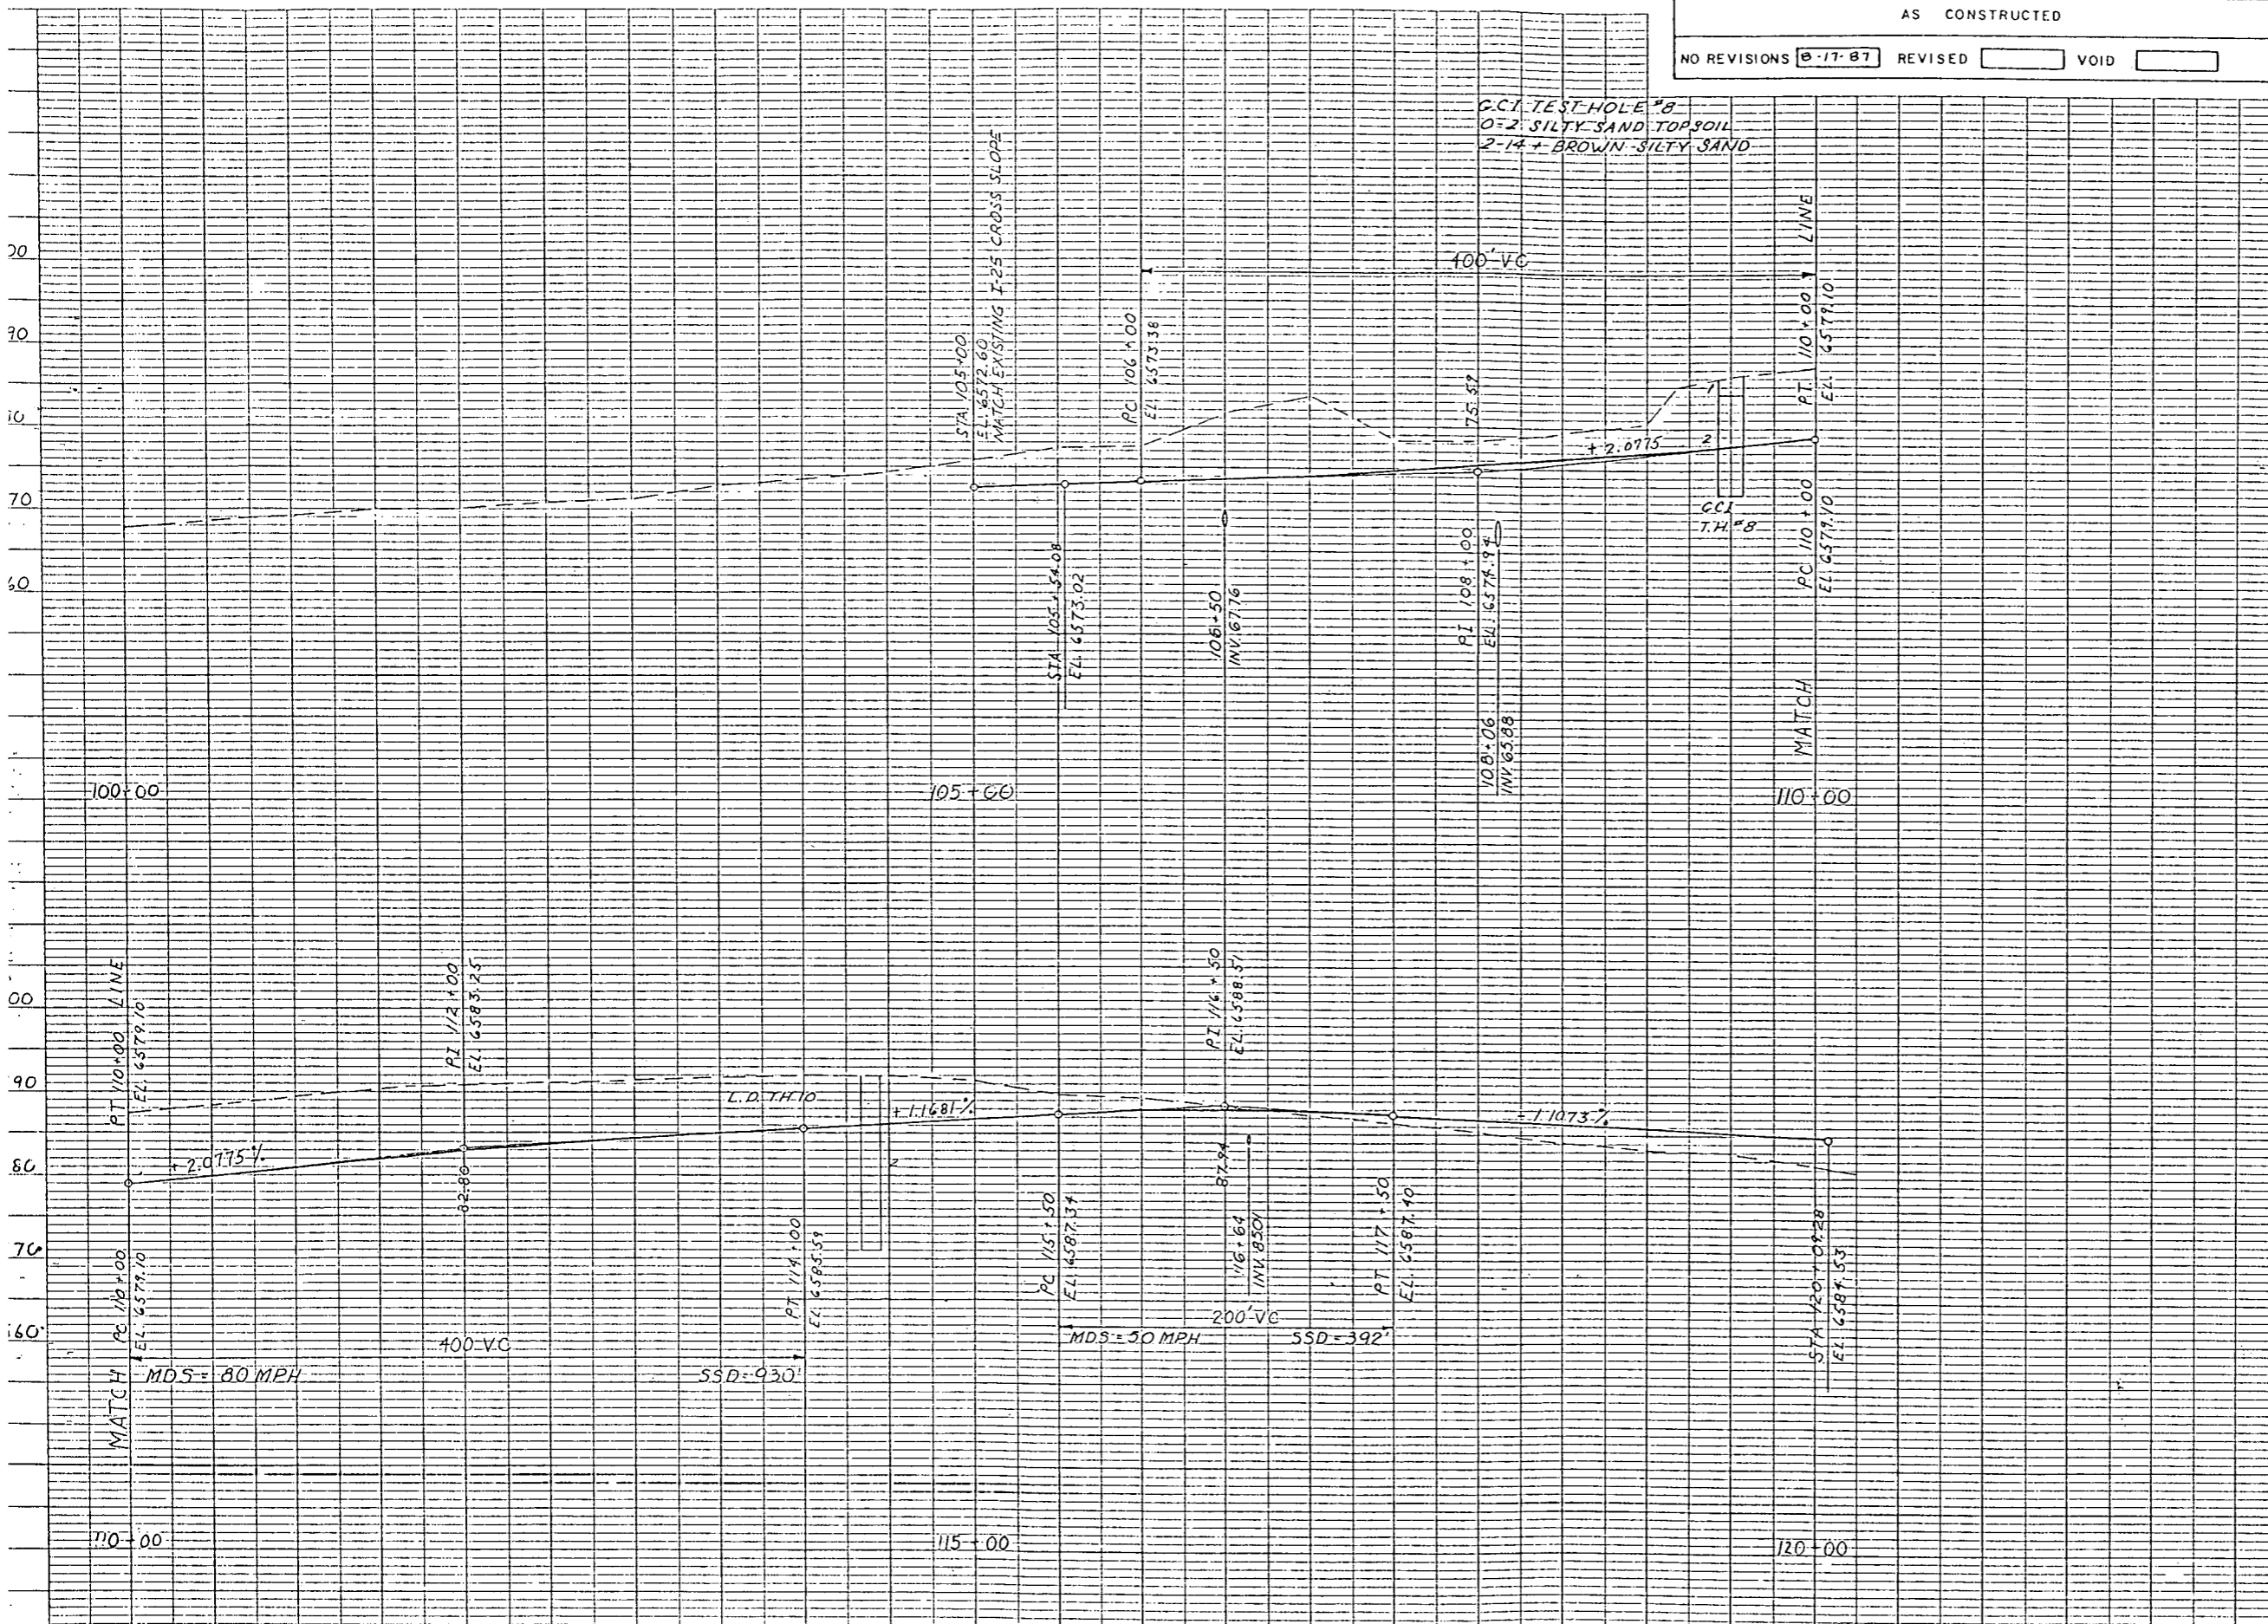 AS CONSTRUCTED
NO REVISIONS 8-17-87 REVISED VOID
G.C.I. TEST HOLE #8
0-2 SILTY SAND TOPSOIL
2-14+ BROWN SILTY SAND
STA. 105+00
EL. 6572.60
MATCH EXISTING I-25 CROSS SLOPE
PC 106+00
EL. 6573.38
400' VC
75.59
+2.0775
1
2
PT. 110+00 LINE
EL. 6579.10
GCI
T.H. #8
STA. 105+54.08
EL. 6573.02
106+50
INV. 67.76
PI 108+00
EL. 6574.94
108+06
INV. 65.88
MATCH PC 110+00
EL. 6579.10
90
70
100+00
105+00
110+00
PT 110+00 LINE
EL. 6579.10
PI 112+00
EL. 6583.25
PI 116+50
EL. 6588.51
00
90
80
70
60
+2.0775%
82.86
L.D. T.H. 10
+1.1681%
2
-1.1073%
87.94
MATCH PC 110+00
EL. 6579.10
PT 114+00
EL. 6585.59
PC 115+50
EL. 6587.34
116+64
INV. 85.01
PT 117+50
EL. 6587.40
STA 120+09.28
EL 6584.53
400 VC
MDS = 80 MPH
SSD = 930'
200' VC
MDS = 50 MPH
SSD = 392'
110+00
115+00
120+00